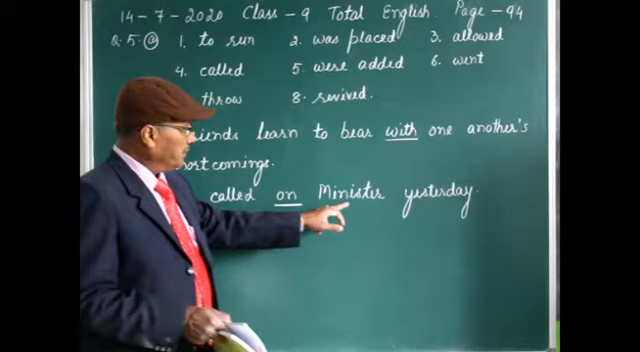 14-7-2020 Class-9 Total English. Page-94
Q.5.(a) 1. to run 2. was placed 3. allowed
4. called 5. were added 6. went
throw 8. revived.
learn to bear with one another's
comings.
called on Minister yesterday.